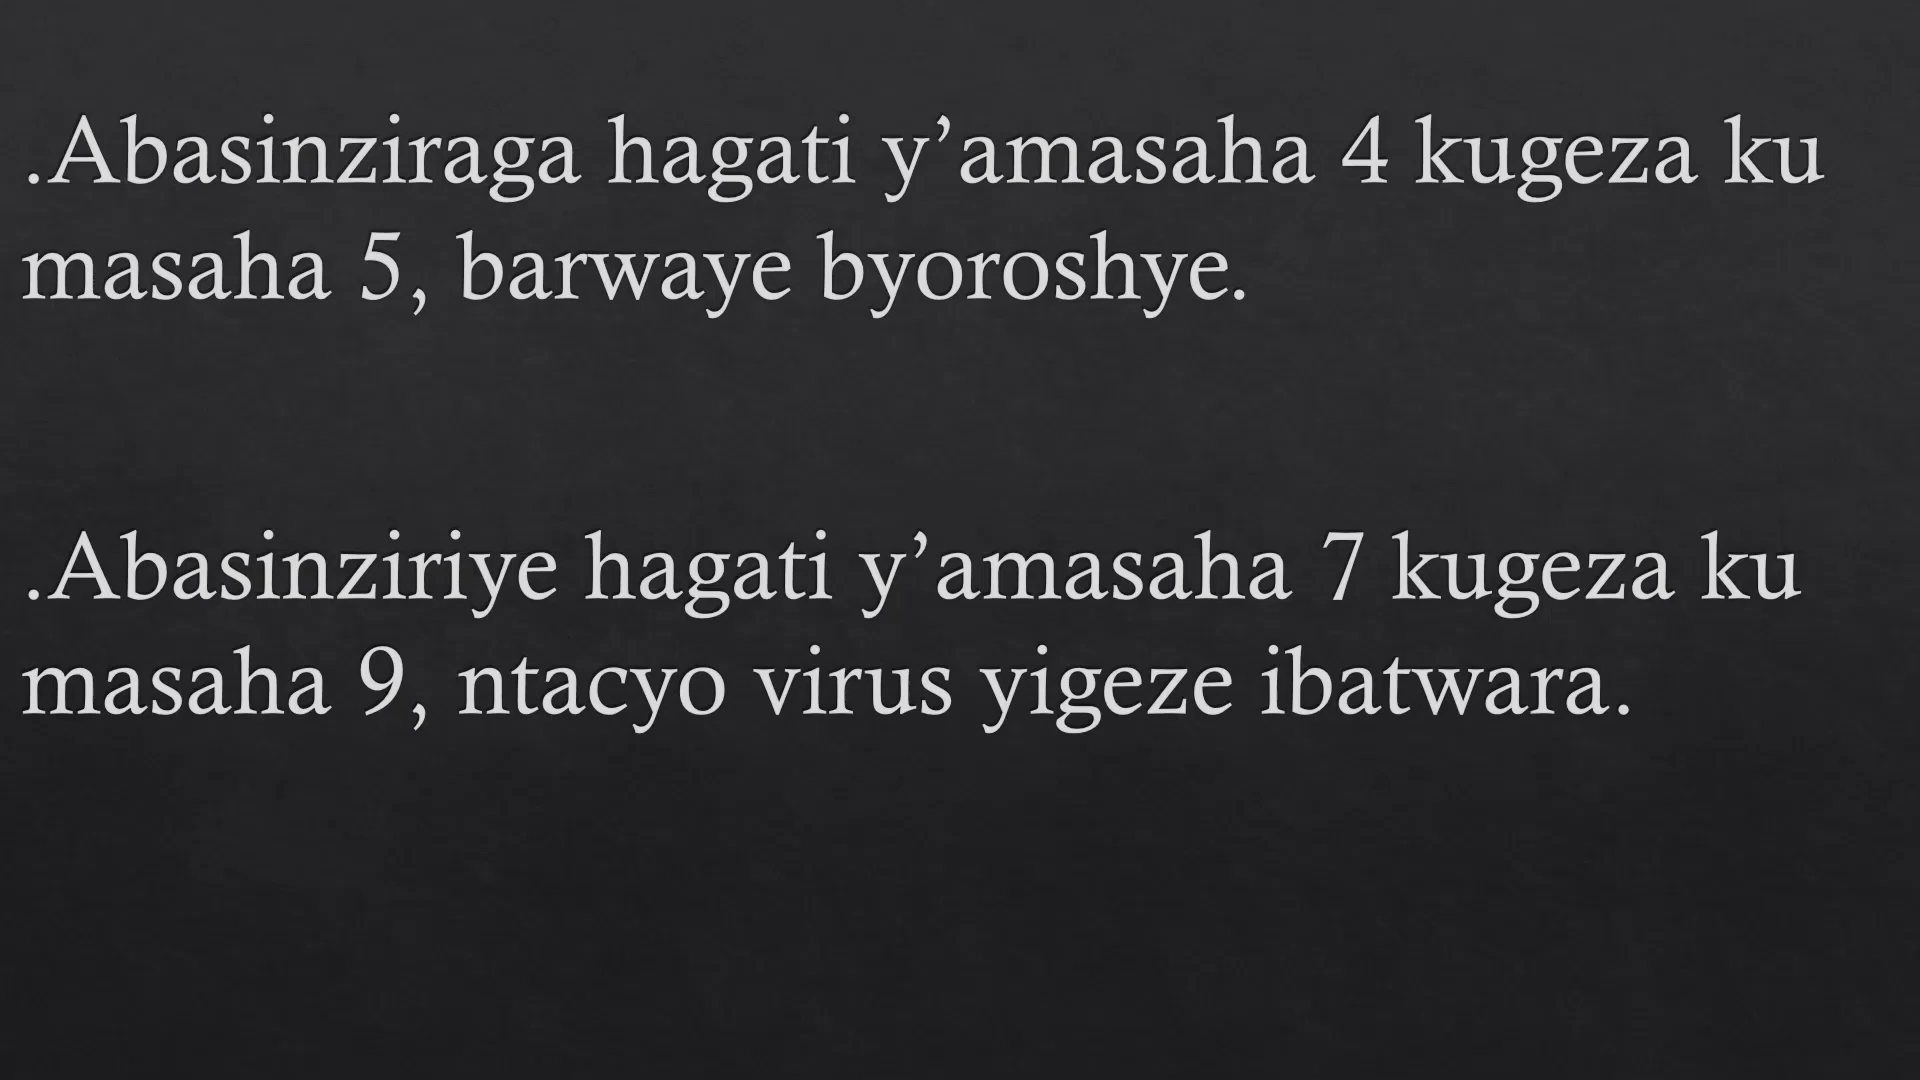 .Abasinziraga hagati y’amasaha 4 kugeza ku
masaha 5, barwaye byoroshye.
.Abasinziriye hagati y’amasaha 7 kugeza ku
masaha 9, ntacyo virus yigeze ibatwara.